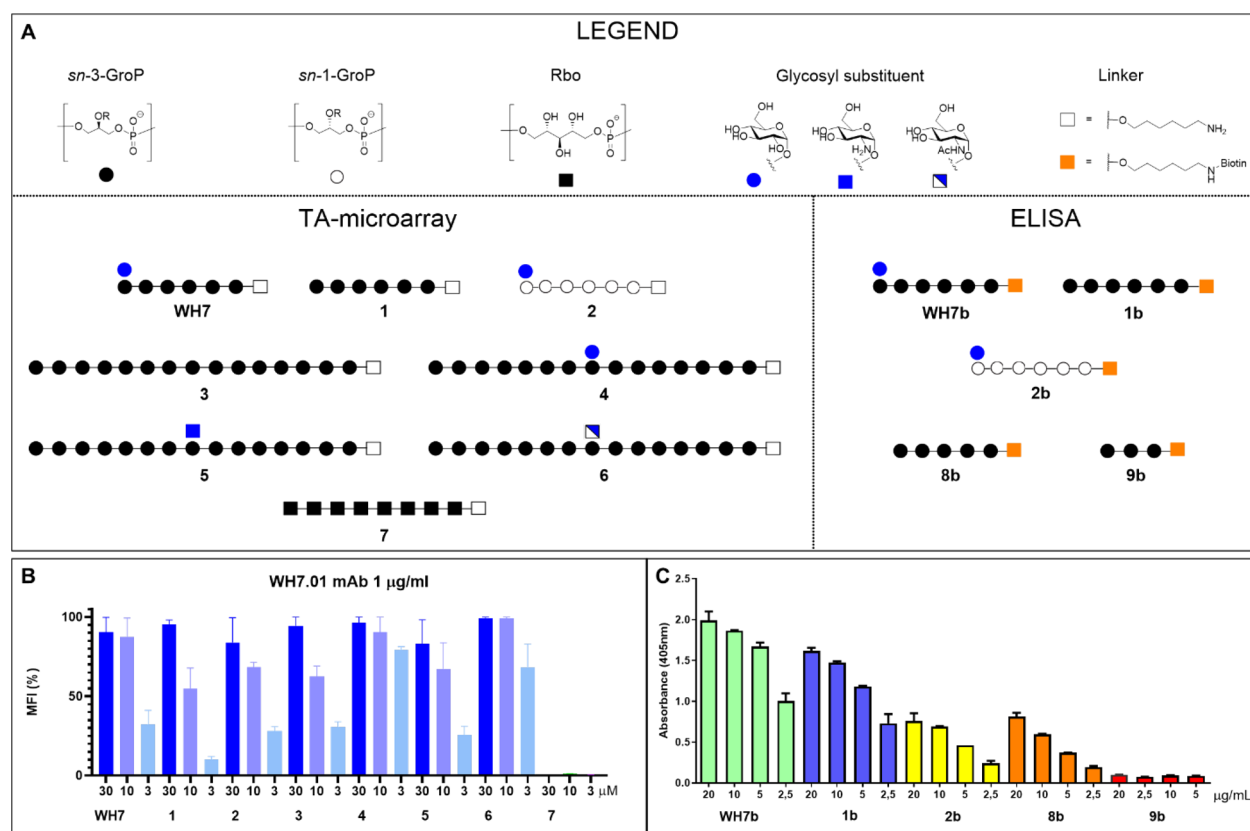 A
LEGEND
sn-3-GroP
sn-1-GroP
Rbo
Glycosyl substituent
Linker
OR
O
O
P
O
O⊖
OR
O
O
P
O
O⊖
OH
OH
O
O
P
O
O⊖
OH
OH
HO
HO
O
HO
O
OH
HO
HO
O
H₂N
O
OH
HO
HO
O
AcHN
O
= O NH₂
= O N Biotin
H
TA-microarray
ELISA
WH7
1
2
WH7b
1b
3
4
2b
5
6
8b
9b
7
B
WH7.01 mAb 1 μg/ml
MFI (%)
100
50
0
30 10 3 30 10 3 30 10 3 30 10 3 30 10 3 30 10 3 30 10 3 30 10 3 μM
WH7 1 2 3 4 5 6 7
C
Absorbance (405nm)
2.5
2.0
1.5
1.0
0.5
0.0
20 10 5 2,5 20 10 5 2,5 20 10 5 2,5 20 10 5 2,5 20 10 5 2,5 μg/mL
WH7b 1b 2b 8b 9b